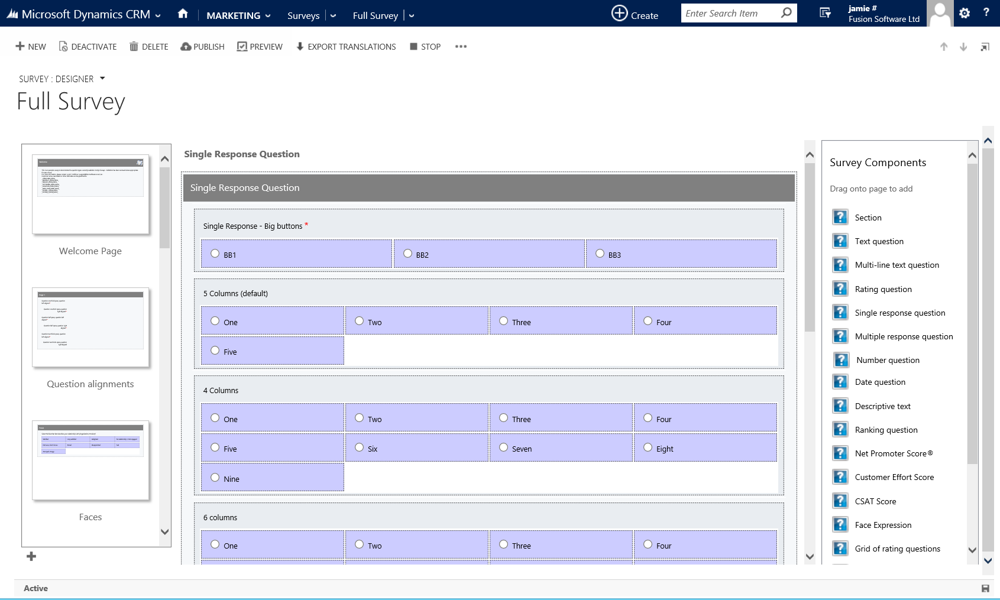 Microsoft Dynamics CRM
MARKETING
Surveys
Full Survey
Create
Enter Search Item
jamie #
Fusion Software Ltd
?
NEW
DEACTIVATE
DELETE
PUBLISH
PREVIEW
EXPORT TRANSLATIONS
STOP
SURVEY : DESIGNER
Full Survey
Welcome Page
Question alignments
Faces
Single Response Question
Single Response Question
Single Response - Big buttons *
BB1
BB2
BB3
5 Columns (default)
One
Two
Three
Four
Five
4 Columns
One
Two
Three
Four
Five
Six
Seven
Eight
Nine
6 columns
One
Two
Three
Four
Survey Components
Drag onto page to add
Section
Text question
Multi-line text question
Rating question
Single response question
Multiple response question
Number question
Date question
Descriptive text
Ranking question
Net Promoter Score®
Customer Effort Score
CSAT Score
Face Expression
Grid of rating questions
Active